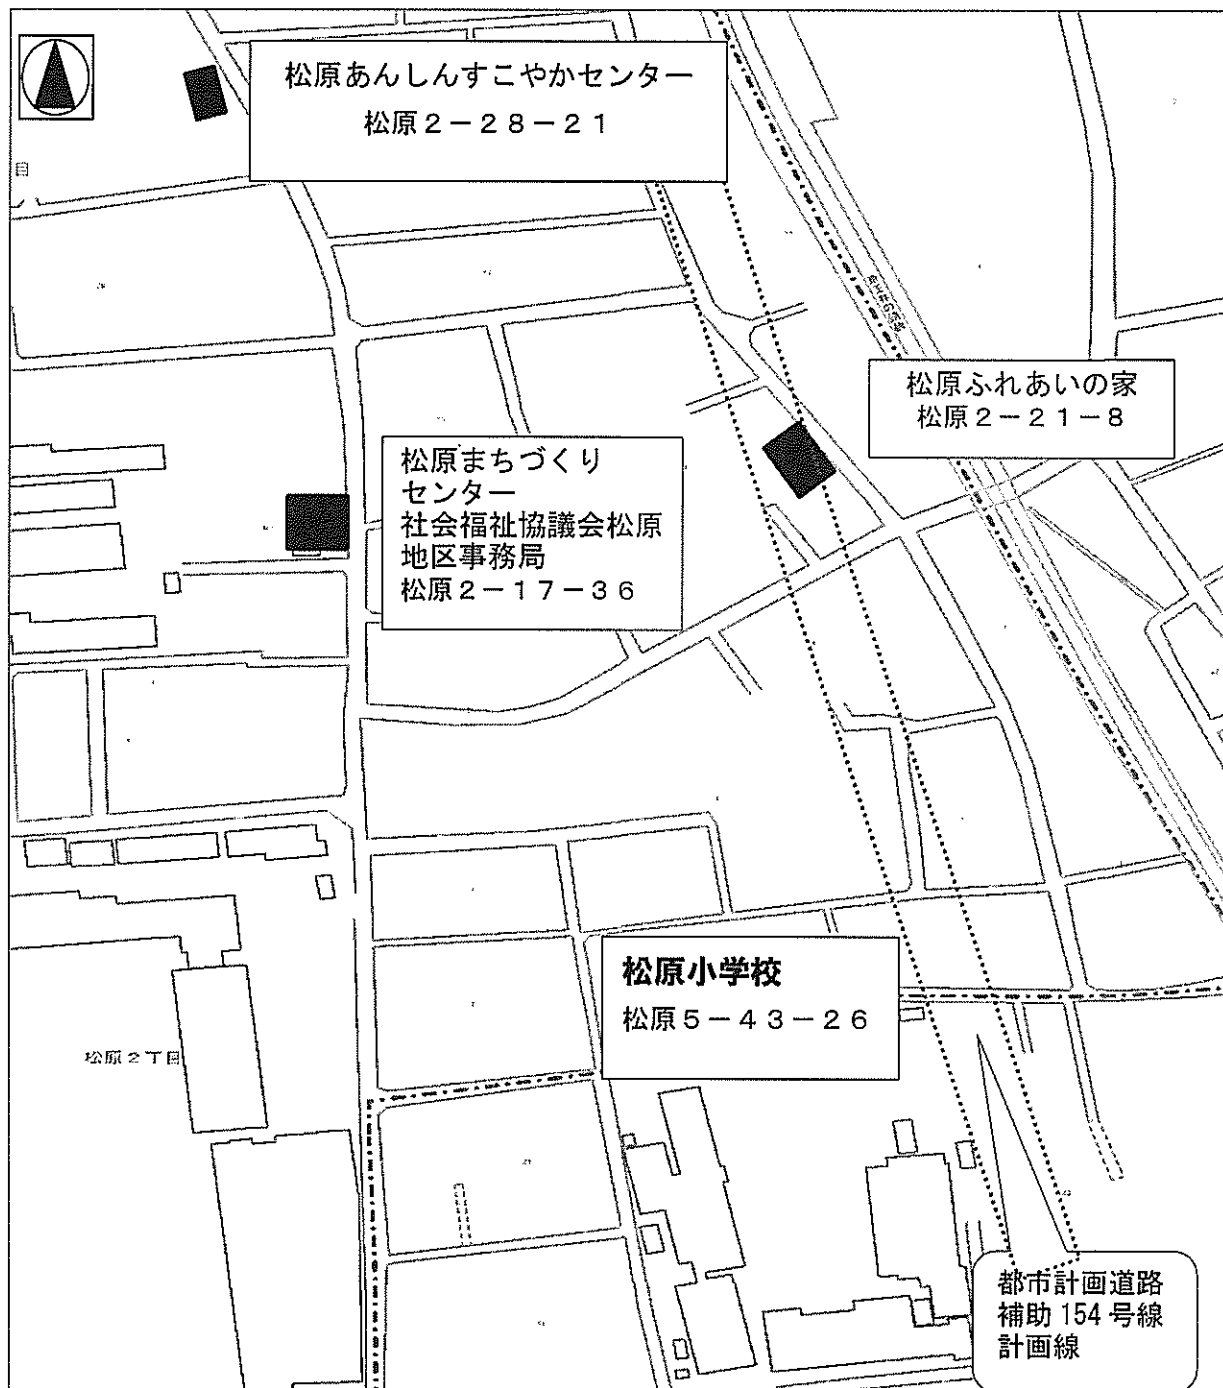 松原あんしんすこやかセンター
松原２－２８－２１
目
松原ふれあいの家
松原２－２１－８
松原まちづくり
センター
社会福祉協議会松原
地区事務局
松原２－１７－３６
松原小学校
松原５－４３－２６
松原２丁目
都市計画道路
補助 154 号線
計画線